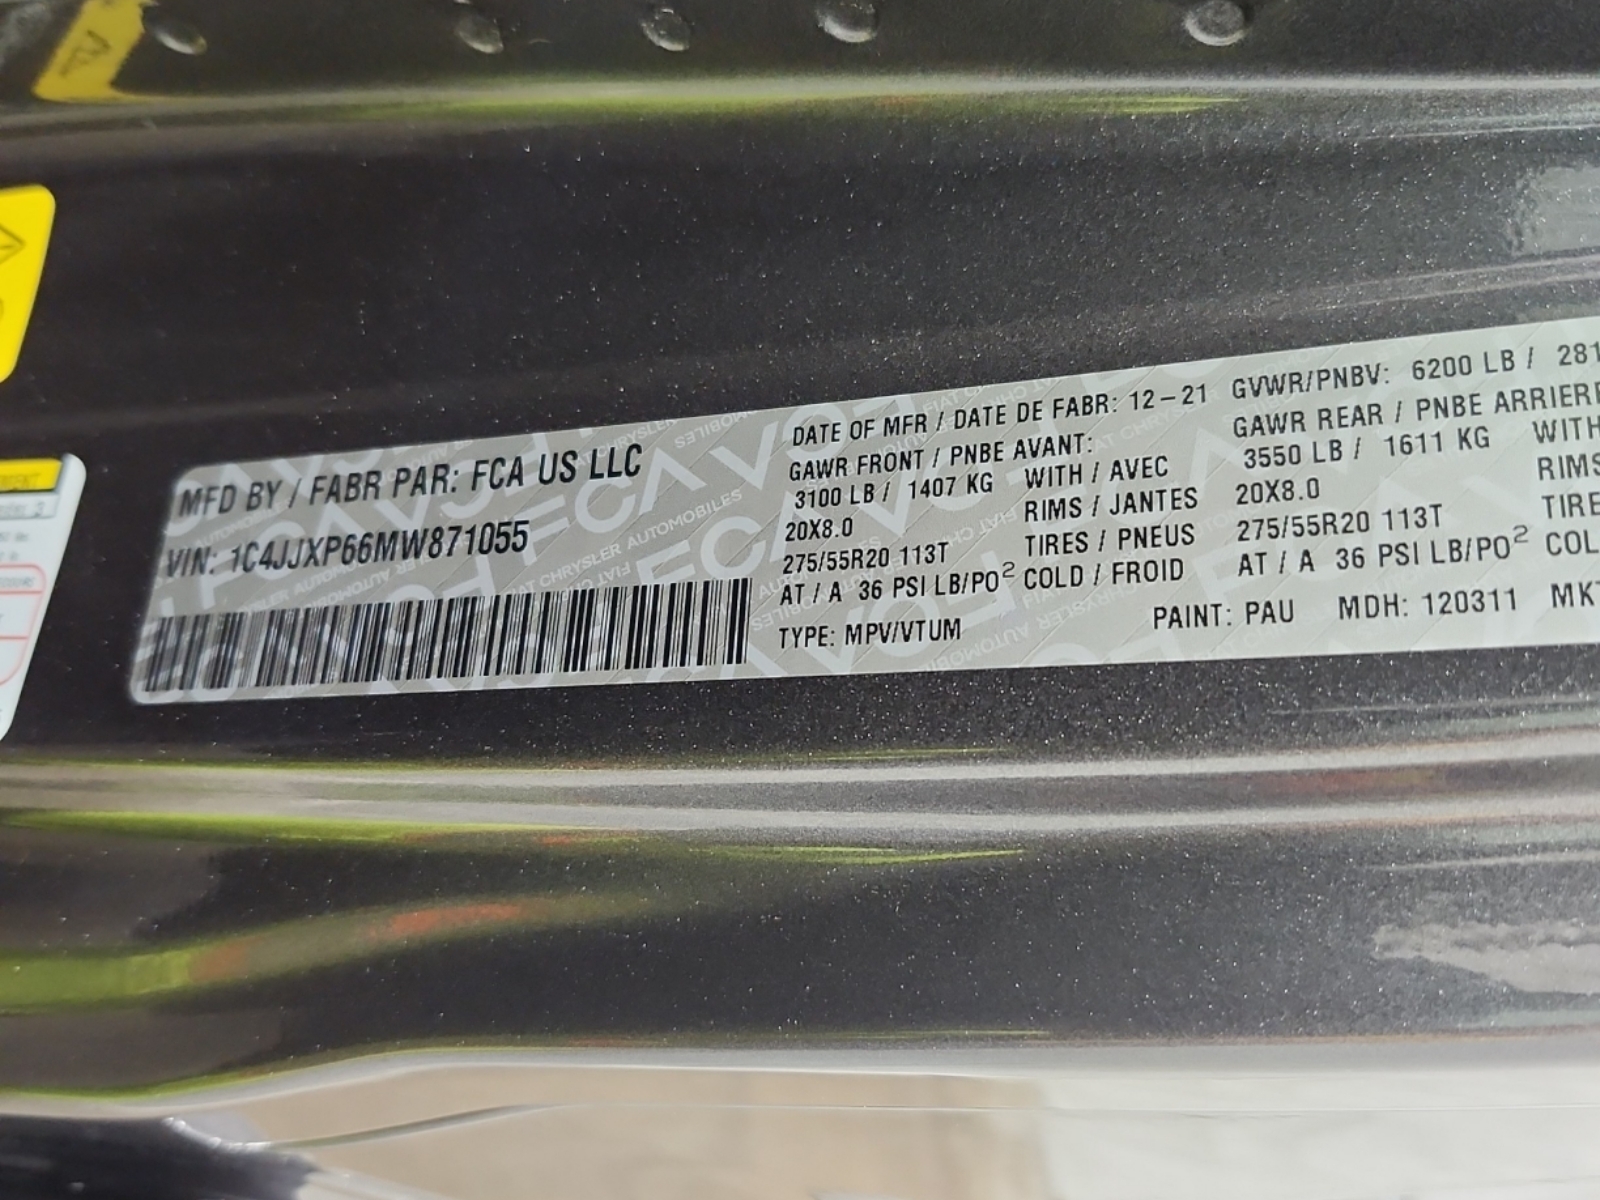 MFD BY / FABR PAR: FCA US LLC
VIN: 1C4JJXP66MW871055
DATE OF MFR / DATE DE FABR: 12-21 GVWR/PNBV: 6200 LB / 281
GAWR FRONT / PNBE AVANT: GAWR REAR / PNBE ARRIERE
3100 LB / 1407 KG WITH / AVEC 3550 LB / 1611 KG WITH
20X8.0 RIMS / JANTES 20X8.0 RIMS
275/55R20 113T TIRES / PNEUS 275/55R20 113T TIRE
AT / A 36 PSI LB/PO² COLD / FROID AT / A 36 PSI LB/PO² COL
TYPE: MPV/VTUM PAINT: PAU MDH: 120311 MK